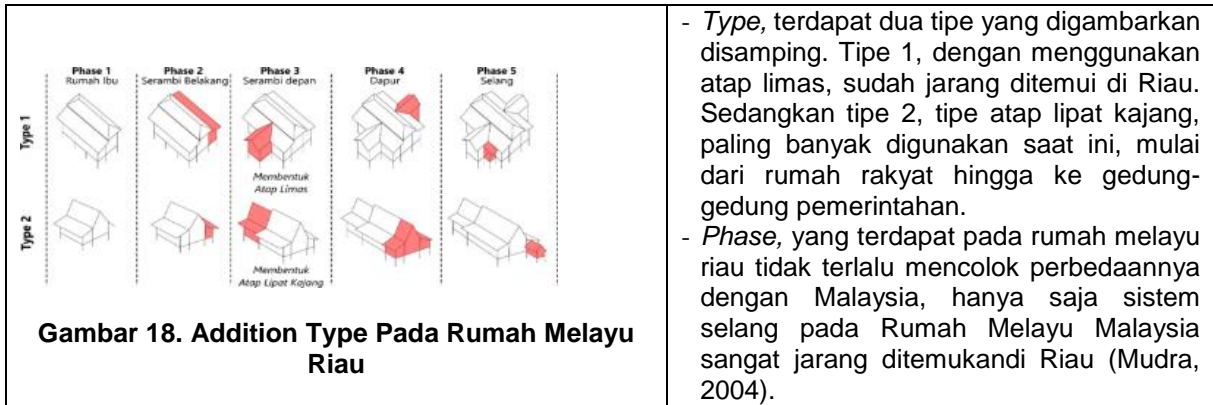 Phase 1 Phase 2 Phase 3 Phase 4 Phase 5
Rumah Ibu Serambi Belakang Serambi depan Dapur Selang
Type 1
Membentuk
Atap Limas
Type 2
Membentuk
Atap Lipat Kajang
Gambar 18. Addition Type Pada Rumah Melayu
Riau
- Type, terdapat dua tipe yang digambarkan
disamping. Tipe 1, dengan menggunakan
atap limas, sudah jarang ditemui di Riau.
Sedangkan tipe 2, tipe atap lipat kajang,
paling banyak digunakan saat ini, mulai
dari rumah rakyat hingga ke gedung-
gedung pemerintahan.
- Phase, yang terdapat pada rumah melayu
riau tidak terlalu mencolok perbedaannya
dengan Malaysia, hanya saja sistem
selang pada Rumah Melayu Malaysia
sangat jarang ditemukandi Riau (Mudra,
2004).